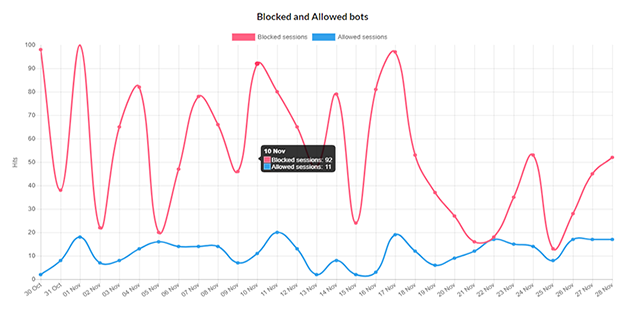 Blocked and Allowed bots
Blocked sessions Allowed sessions
100
90
80
70
60
50
40
30
20
10
0
Hits
10 Nov
Blocked sessions: 92
Allowed sessions: 11
30 Oct 31 Oct 01 Nov 02 Nov 03 Nov 04 Nov 05 Nov 06 Nov 07 Nov 08 Nov 09 Nov 10 Nov 11 Nov 12 Nov 13 Nov 14 Nov 15 Nov 16 Nov 17 Nov 18 Nov 19 Nov 20 Nov 21 Nov 22 Nov 23 Nov 24 Nov 25 Nov 26 Nov 27 Nov 28 Nov